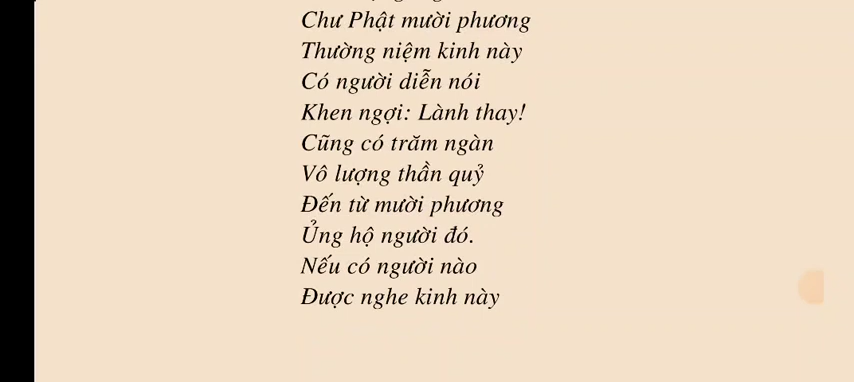 Chư Phật mười phương
Thường niệm kinh này
Có người diễn nói
Khen ngợi: Lành thay!
Cũng có trăm ngàn
Vô lượng thần quỷ
Đến từ mười phương
Ủng hộ người đó.
Nếu có người nào
Được nghe kinh này